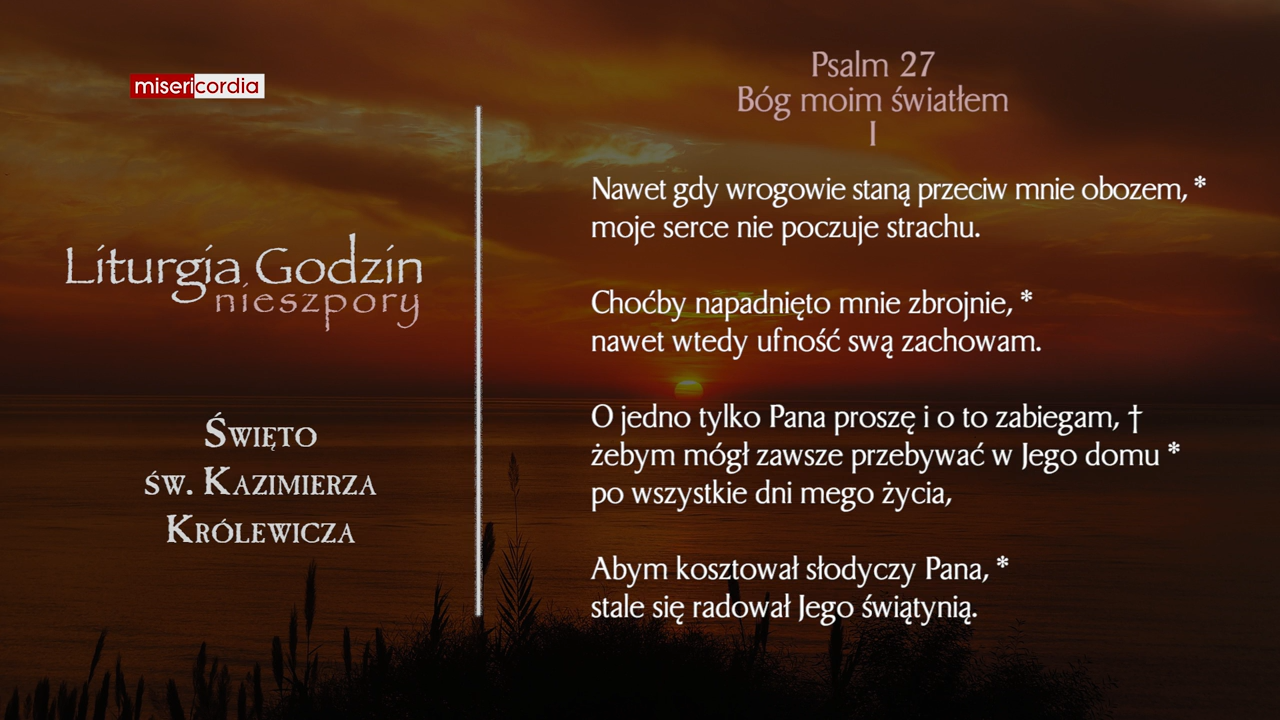 misericordia
Liturgia Godzin
nieszpory
Święto
św. Kazimierza
Królewicza
Psalm 27
Bóg moim światłem
I
Nawet gdy wrogowie staną przeciw mnie obozem, *
moje serce nie poczuje strachu.
Choćby napadnięto mnie zbrojnie, *
nawet wtedy ufność swą zachowam.
O jedno tylko Pana proszę i o to zabiegam, †
żebym mógł zawsze przebywać w Jego domu *
po wszystkie dni mego życia,
Abym kosztował słodyczy Pana, *
stale się radował Jego świątynią.